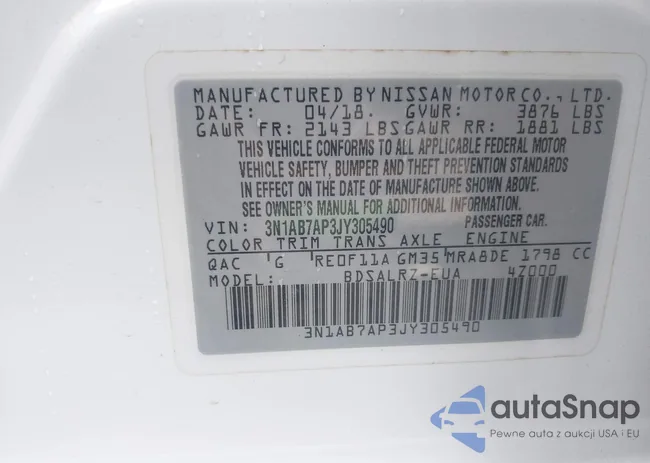 MANUFACTURED BY NISSAN MOTOR CO., LTD.
DATE: 04/18. GVWR: 3876 LBS
GAWR FR: 2143 LBS GAWR RR: 1881 LBS
THIS VEHICLE CONFORMS TO ALL APPLICABLE FEDERAL MOTOR
VEHICLE SAFETY, BUMPER AND THEFT PREVENTION STANDARDS
IN EFFECT ON THE DATE OF MANUFACTURE SHOWN ABOVE.
SEE OWNER'S MANUAL FOR ADDITIONAL INFORMATION.
VIN: 3N1AB7AP3JY305490 PASSENGER CAR.
COLOR TRIM TRANS AXLE ENGINE
QAC G RE0F11A GM35 MRA8DE 1798 CC
MODEL: BDSALRZ-EUA 4Z000
3N1AB7AP3JY305490
autaSnap
Pewne auta z aukcji USA i EU